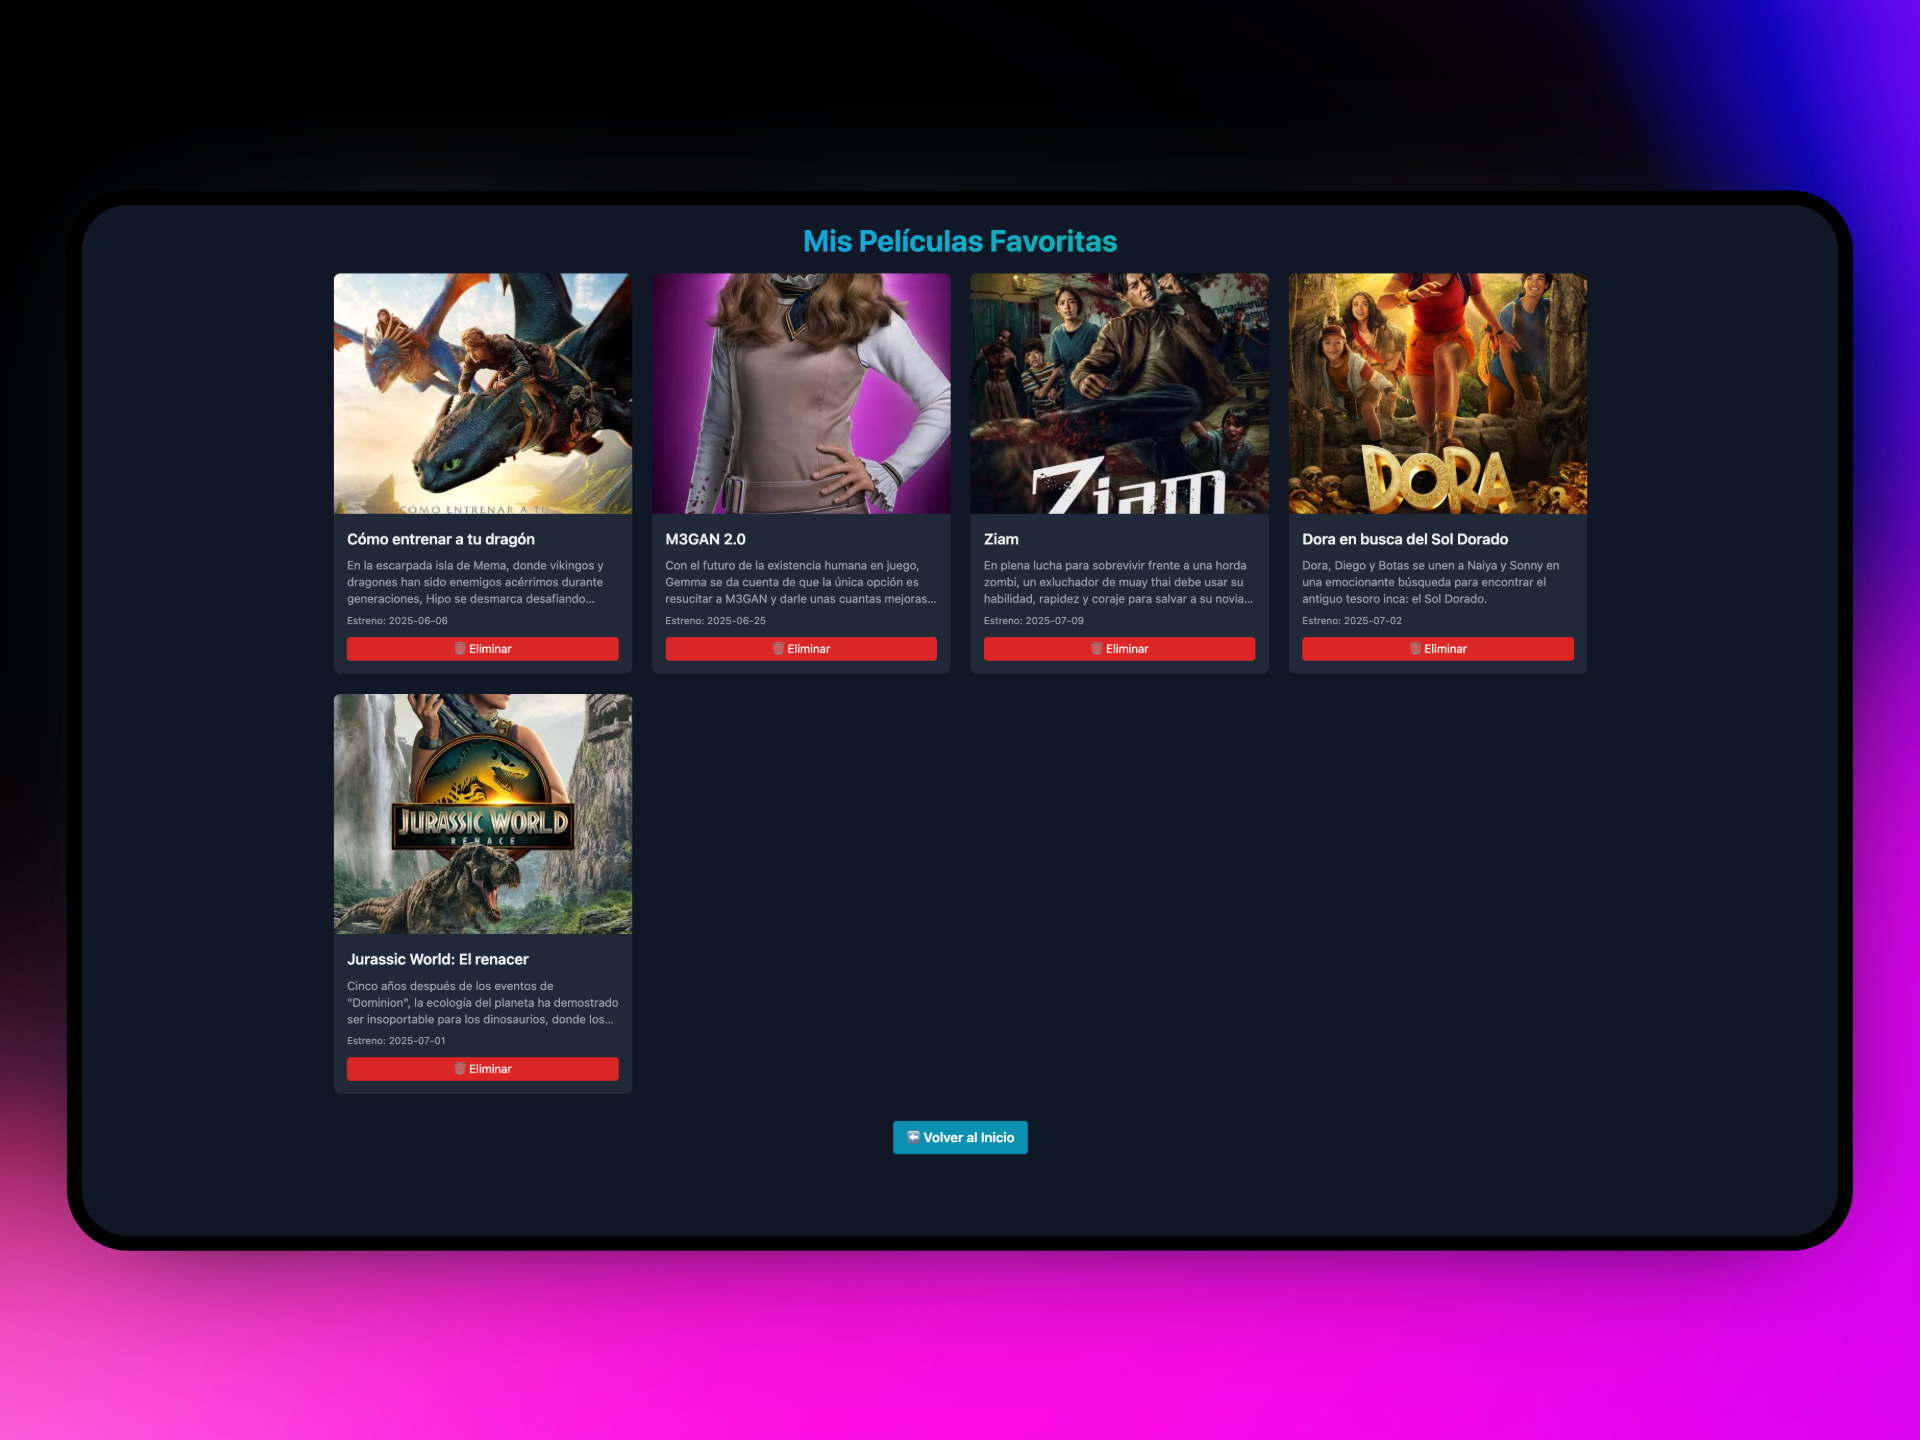 Mis Películas Favoritas
CÓMO ENTRENAR A TU
Cómo entrenar a tu dragón
En la escarpada isla de Mema, donde vikingos y
dragones han sido enemigos acérrimos durante
generaciones, Hipo se desmarca desafiando...
Estreno: 2025-06-06
Eliminar
M3GAN 2.0
Con el futuro de la existencia humana en juego,
Gemma se da cuenta de que la única opción es
resucitar a M3GAN y darle unas cuantas mejoras...
Estreno: 2025-06-25
Eliminar
Ziam
Ziam
En plena lucha para sobrevivir frente a una horda
zombi, un exluchador de muay thai debe usar su
habilidad, rapidez y coraje para salvar a su novia...
Estreno: 2025-07-09
Eliminar
DORA
Dora en busca del Sol Dorado
Dora, Diego y Botas se unen a Naiya y Sonny en
una emocionante búsqueda para encontrar el
antiguo tesoro inca: el Sol Dorado.
Estreno: 2025-07-02
Eliminar
JURASSIC WORLD
RENACE
Jurassic World: El renacer
Cinco años después de los eventos de
"Dominion", la ecología del planeta ha demostrado
ser insoportable para los dinosaurios, donde los...
Estreno: 2025-07-01
Eliminar
Volver al Inicio